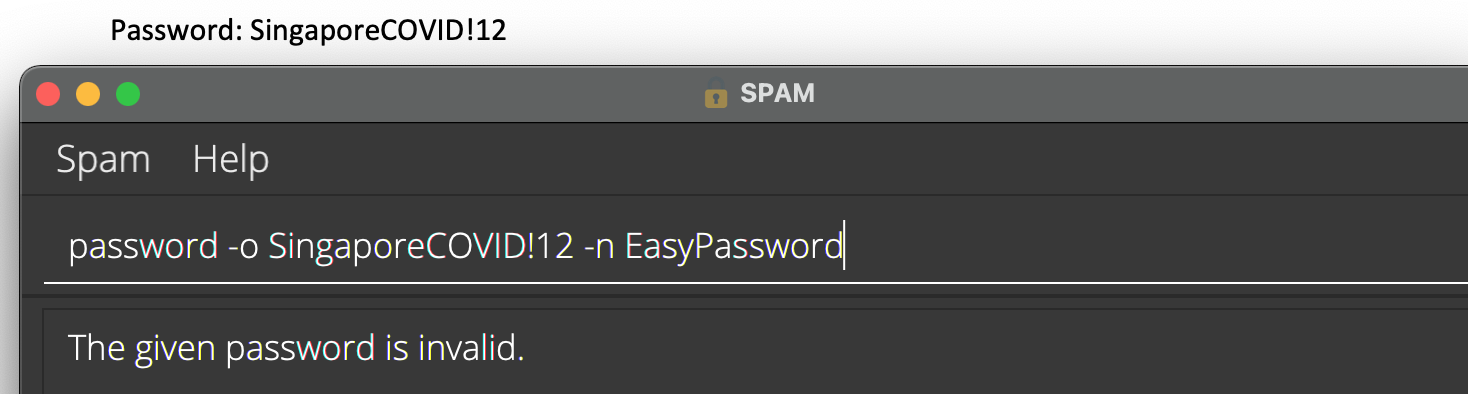 Password: SingaporeCOVID!12
SPAM
Spam Help
password -o SingaporeCOVID!12 -n EasyPassword
The given password is invalid.